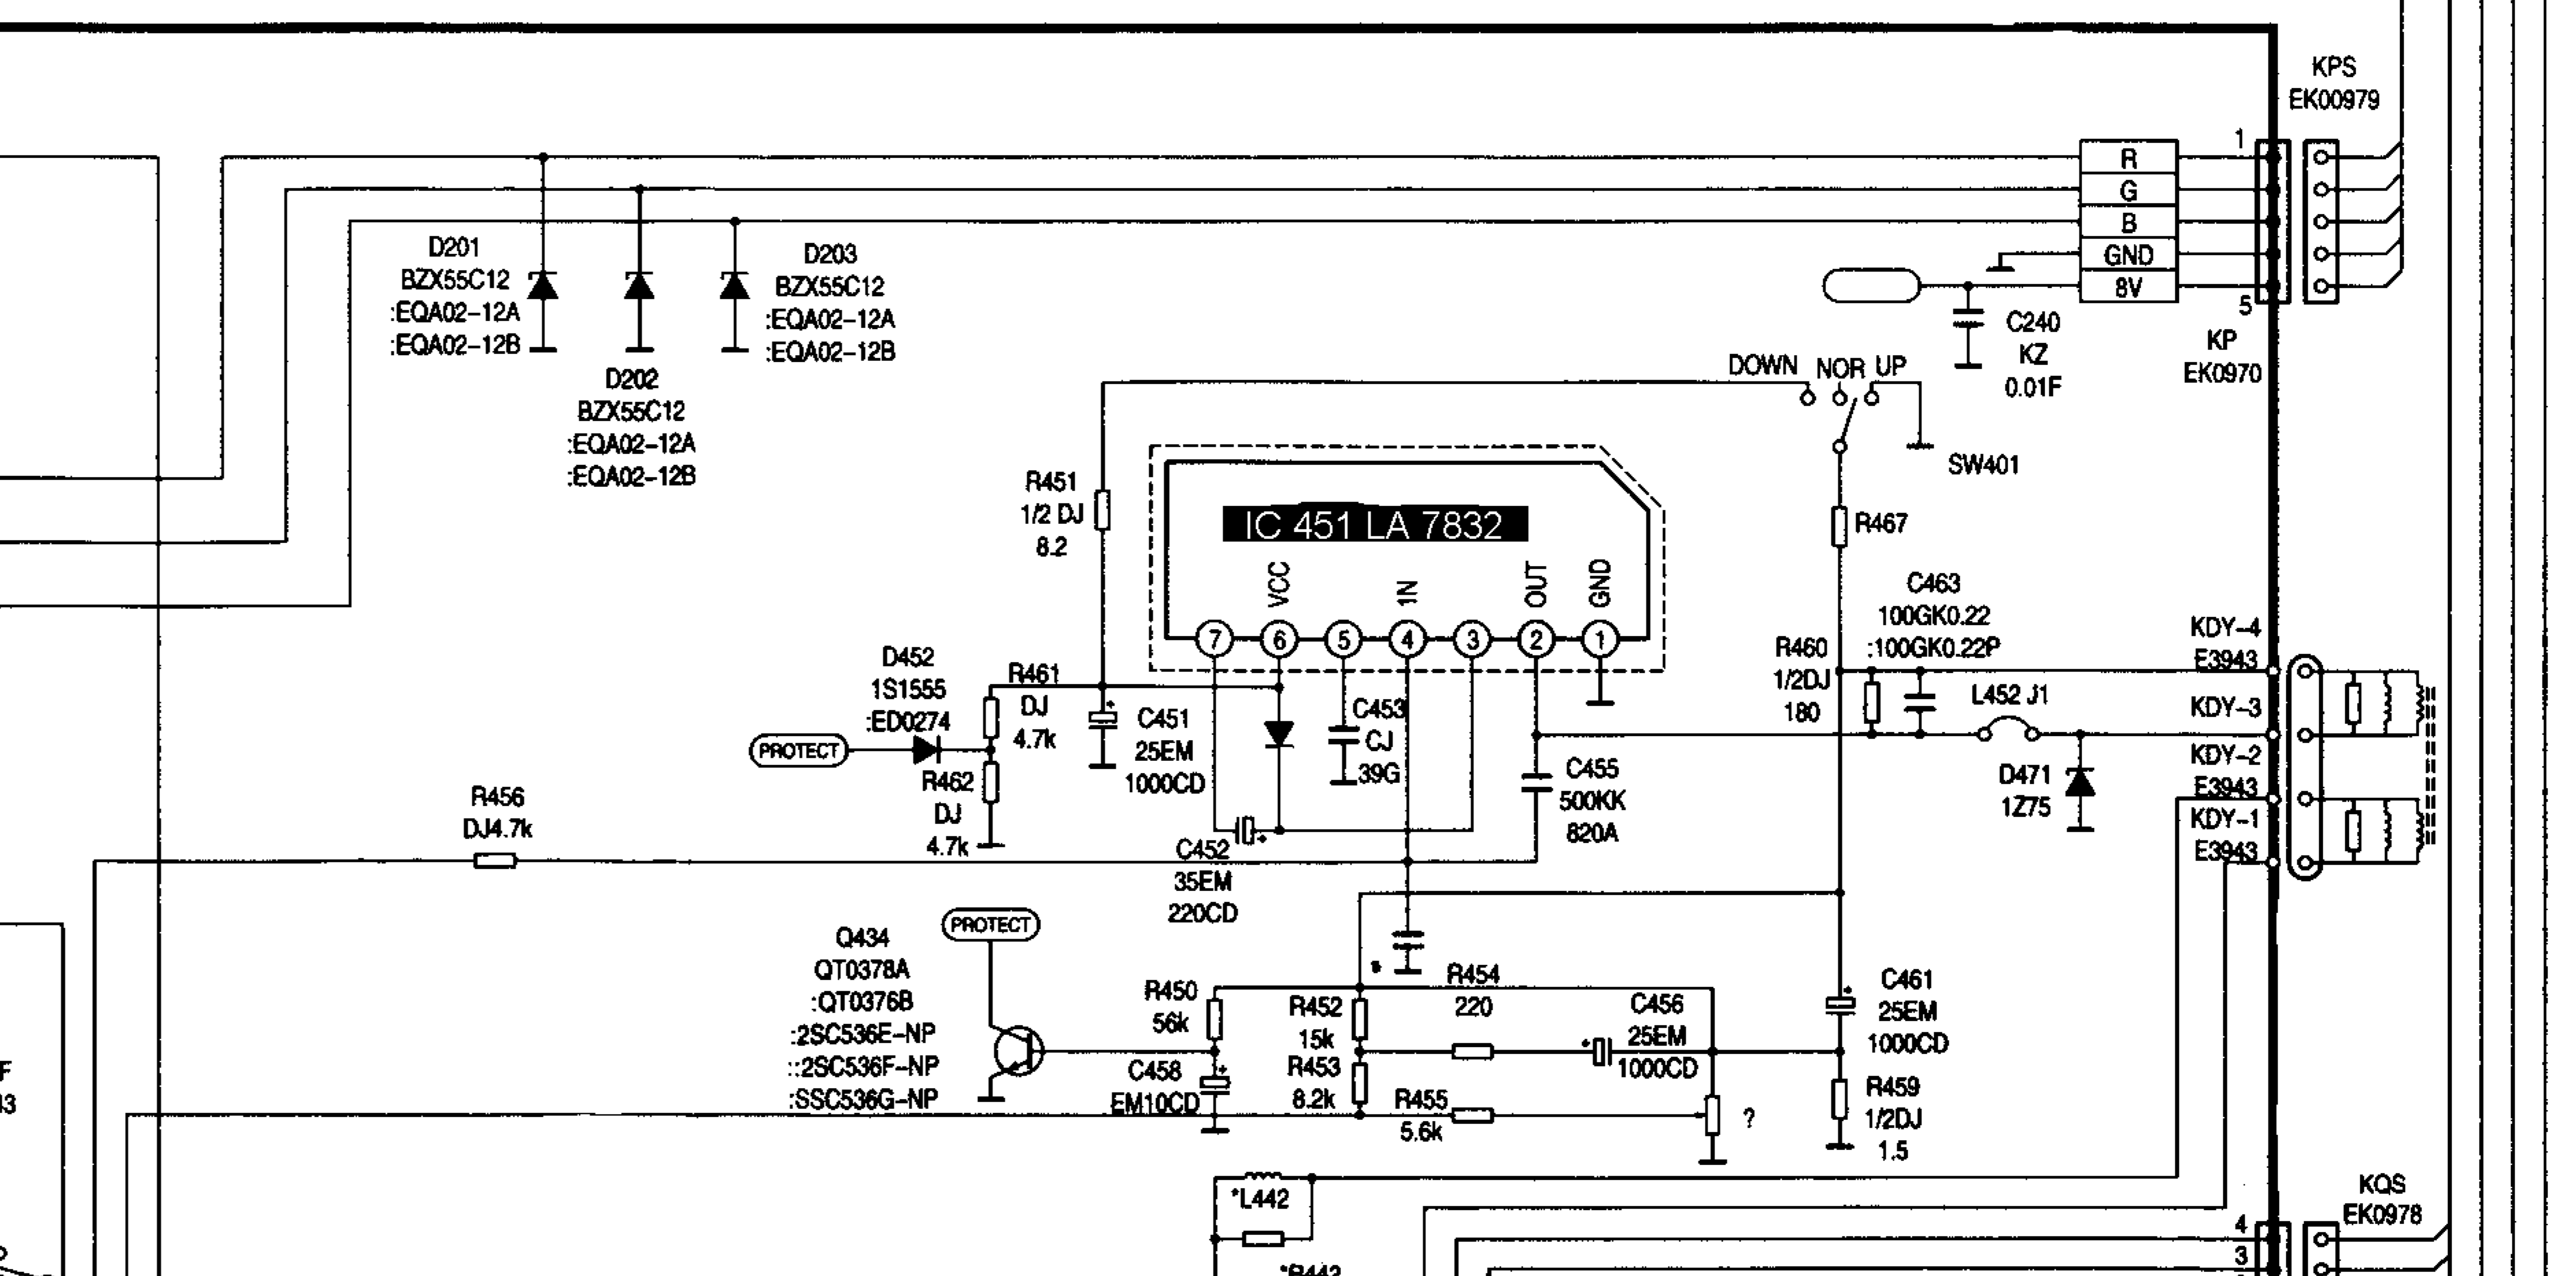 KPS
EK00979
1
R
G
B
GND
8V
5
KP
EK0970
D201
BZX55C12
:EQA02-12A
:EQA02-12B
D202
BZX55C12
:EQA02-12A
:EQA02-12B
D203
BZX55C12
:EQA02-12A
:EQA02-12B
C240
KZ
0.01F
DOWN NOR UP
SW401
R451
1/2 DJ
8.2
IC 451 LA 7832
VCC
1N
OUT
GND
7 6 5 4 3 2 1
R467
C463
100GK0.22
:100GK0.22P
R460
1/2DJ
180
L452 J1
KDY-4
E3943
KDY-3
KDY-2
E3943
KDY-1
E3943
D471
1Z75
D452
1S1555
:ED0274
PROTECT
R461
DJ
4.7k
R462
DJ
4.7k
C451
25EM
1000CD
C453
CJ
39G
C455
500KK
820A
C452
35EM
220CD
R456
DJ4.7k
PROTECT
Q434
QT0378A
:QT0376B
:2SC536E-NP
::2SC536F-NP
:SSC536G-NP
R450
56k
C458
EM10CD
R452
15k
R453
8.2k
*
R454
220
R455
5.6k
C456
25EM
1000CD
?
C461
25EM
1000CD
R459
1/2DJ
1.5
*L442
KQS
EK0978
4
3
F